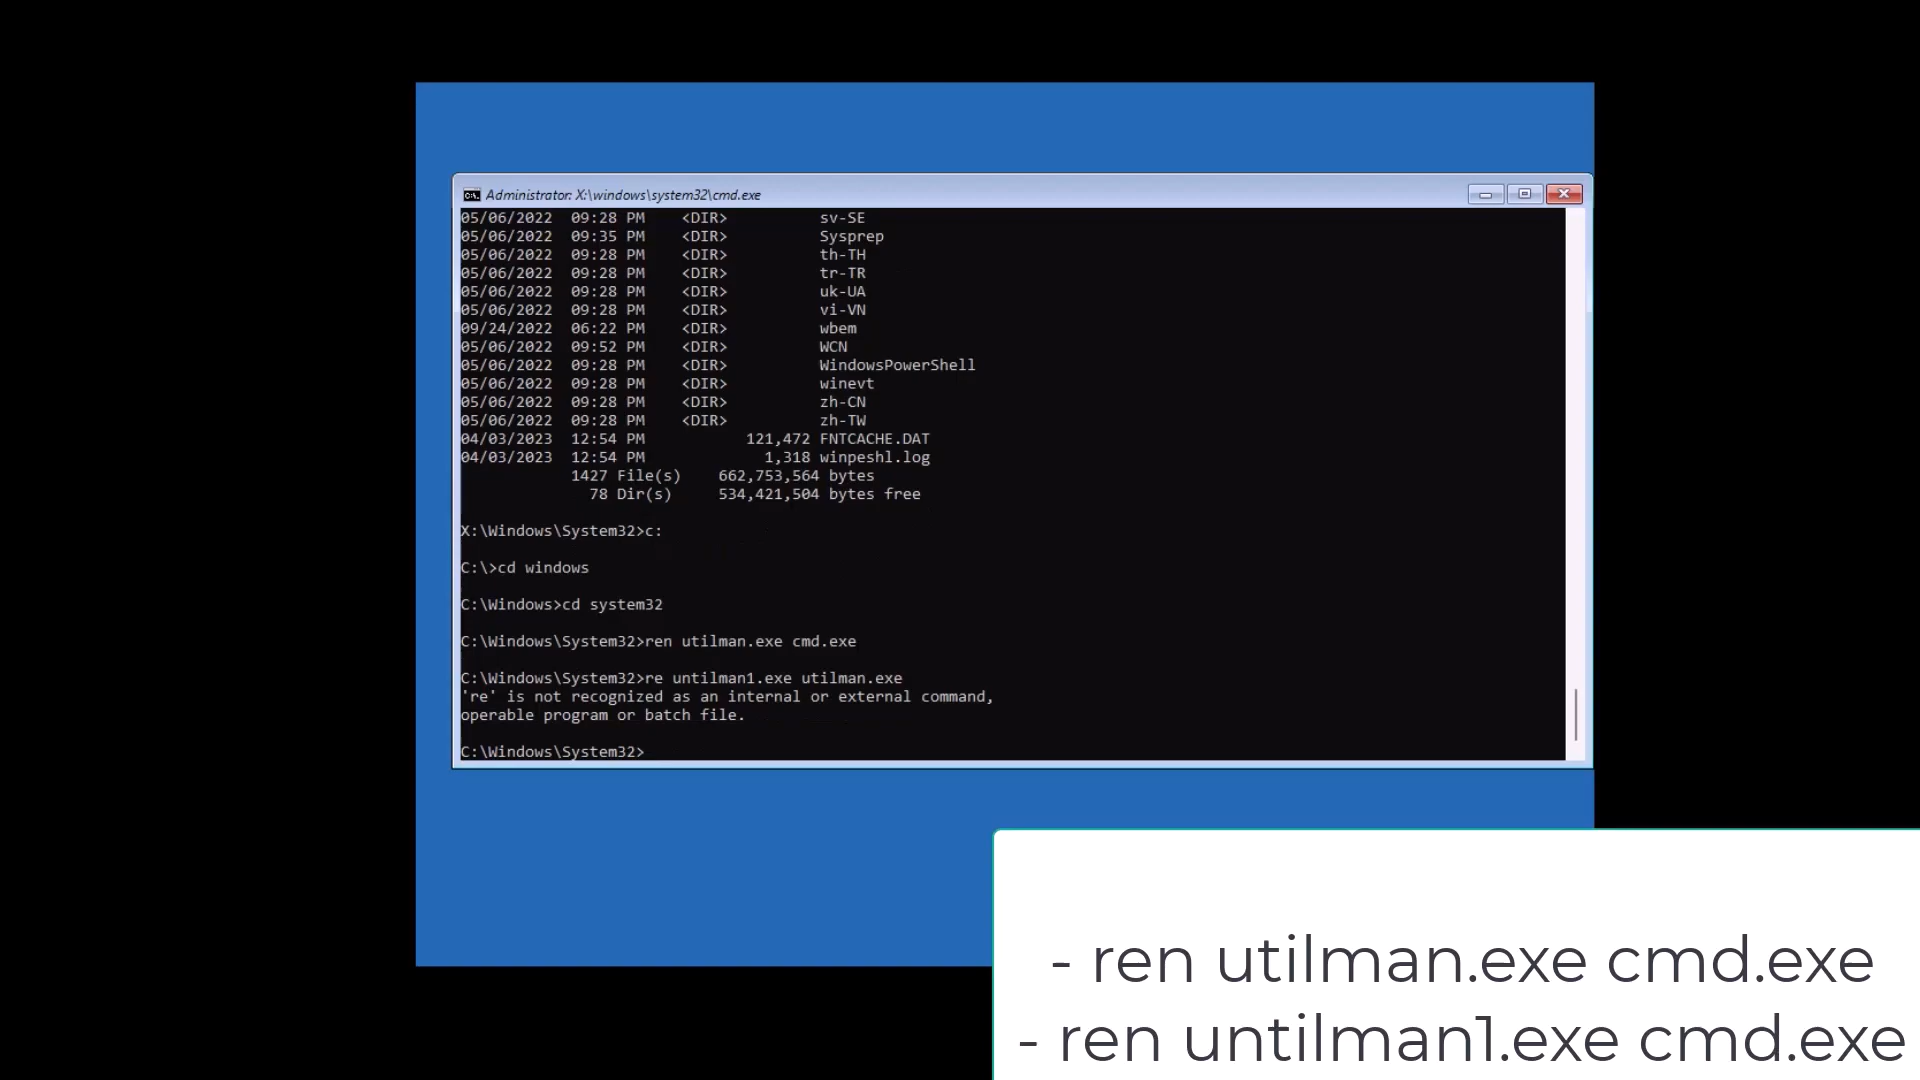 Administrator: X:\windows\system32\cmd.exe
05/06/2022  09:28 PM    <DIR>          sv-SE
05/06/2022  09:35 PM    <DIR>          Sysprep
05/06/2022  09:28 PM    <DIR>          th-TH
05/06/2022  09:28 PM    <DIR>          tr-TR
05/06/2022  09:28 PM    <DIR>          uk-UA
05/06/2022  09:28 PM    <DIR>          vi-VN
09/24/2022  06:22 PM    <DIR>          wbem
05/06/2022  09:52 PM    <DIR>          WCN
05/06/2022  09:28 PM    <DIR>          WindowsPowerShell
05/06/2022  09:28 PM    <DIR>          winevt
05/06/2022  09:28 PM    <DIR>          zh-CN
05/06/2022  09:28 PM    <DIR>          zh-TW
04/03/2023  12:54 PM           121,472 FNTCACHE.DAT
04/03/2023  12:54 PM             1,318 winpeshl.log
1427 File(s)    662,753,564 bytes
78 Dir(s)     534,421,504 bytes free
X:\Windows\System32>c:
C:\>cd windows
C:\Windows>cd system32
C:\Windows\System32>ren utilman.exe cmd.exe
C:\Windows\System32>re untilman1.exe utilman.exe
're' is not recognized as an internal or external command,
operable program or batch file.
C:\Windows\System32>
- ren utilman.exe cmd.exe
- ren untilman1.exe cmd.exe